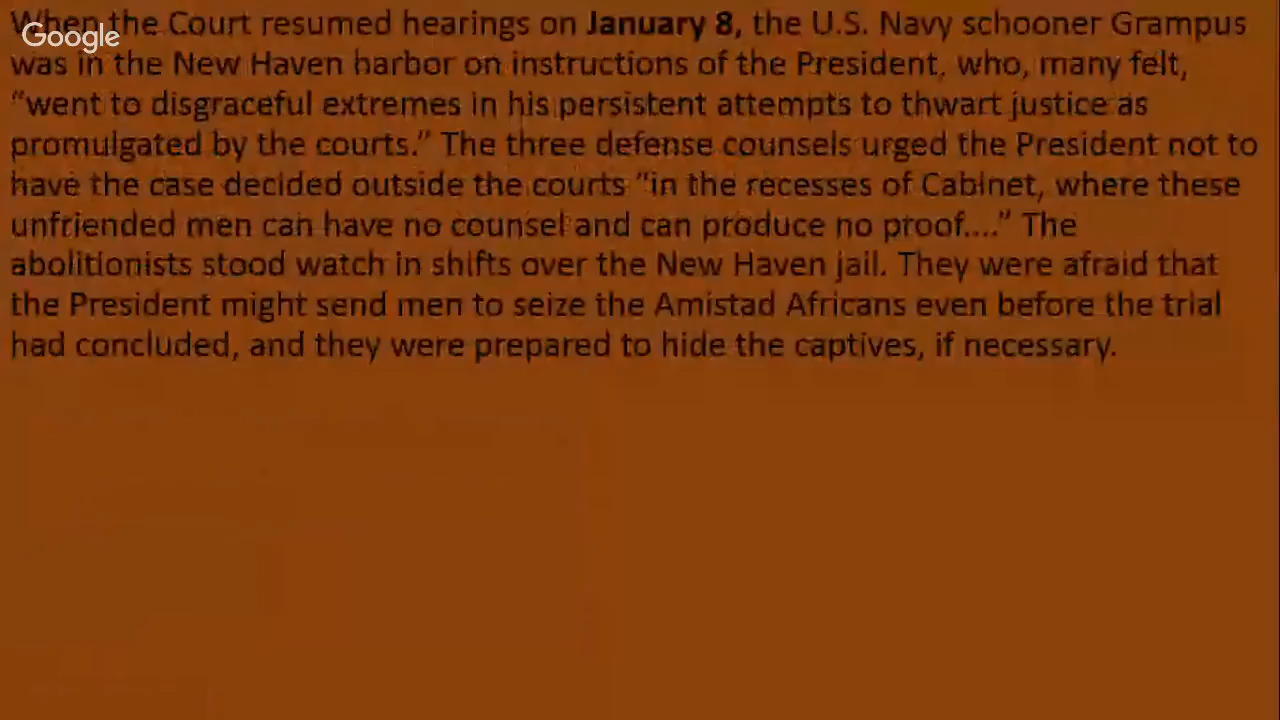 When the Court resumed hearings on January 8, the U.S. Navy schooner Grampus
Google
was in the New Haven harbor on instructions of the President, who, many felt,
“went to disgraceful extremes in his persistent attempts to thwart justice as
promulgated by the courts.” The three defense counsels urged the President not to
have the case decided outside the courts “in the recesses of Cabinet, where these
unfriended men can have no counsel and can produce no proof....” The
abolitionists stood watch in shifts over the New Haven jail. They were afraid that
the President might send men to seize the Amistad Africans even before the trial
had concluded, and they were prepared to hide the captives, if necessary.